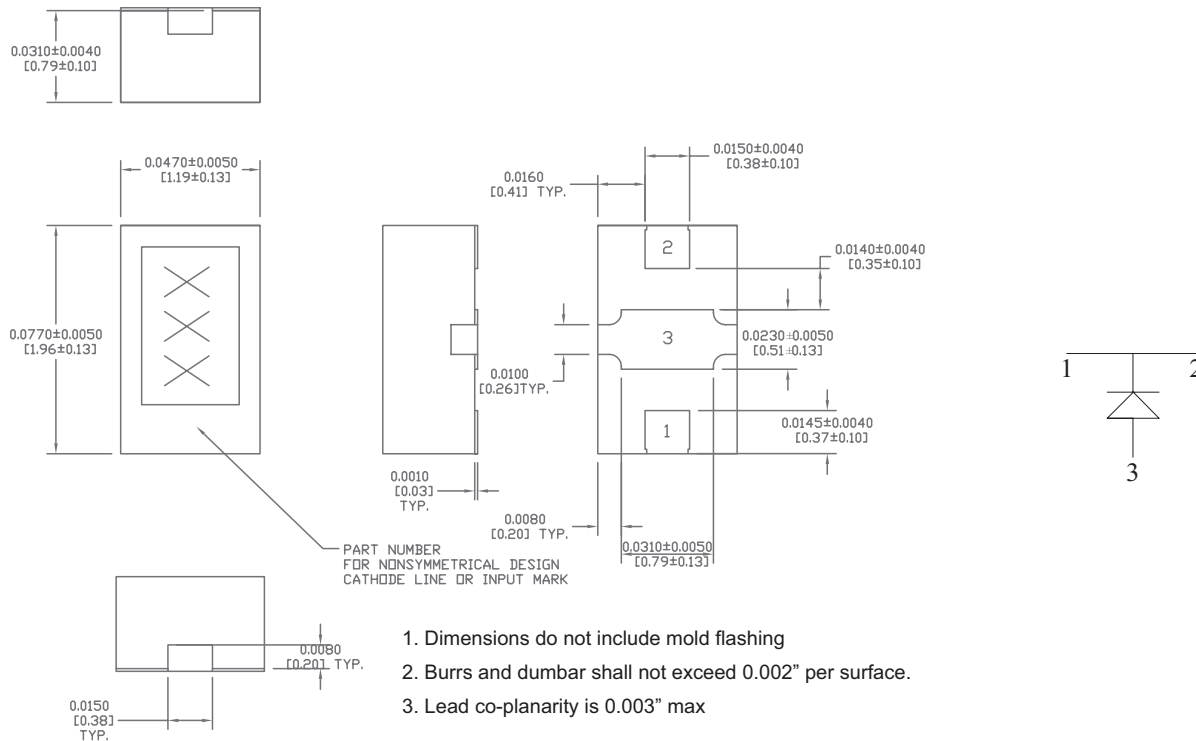 0.0310±0.0040
[0.79±0.10]
0.0470±0.0050
[1.19±0.13]
0.0770±0.0050
[1.96±0.13]
0.0160
[0.41] TYP.
0.0150±0.0040
[0.38±0.10]
2
0.0140±0.0040
[0.35±0.10]
3
0.0230±0.0050
[0.51±0.13]
0.0100
[0.26]TYP.
1
0.0145±0.0040
[0.37±0.10]
0.0010
[0.03]
TYP.
0.0080
[0.20] TYP.
0.0310±0.0050
[0.79±0.13]
PART NUMBER
FOR NONSYMMETRICAL DESIGN
CATHODE LINE OR INPUT MARK
0.0080
[0.20] TYP.
0.0150
[0.38]
TYP.
1. Dimensions do not include mold flashing
2. Burrs and dumbar shall not exceed 0.002” per surface.
3. Lead co-planarity is 0.003” max
1 2
3